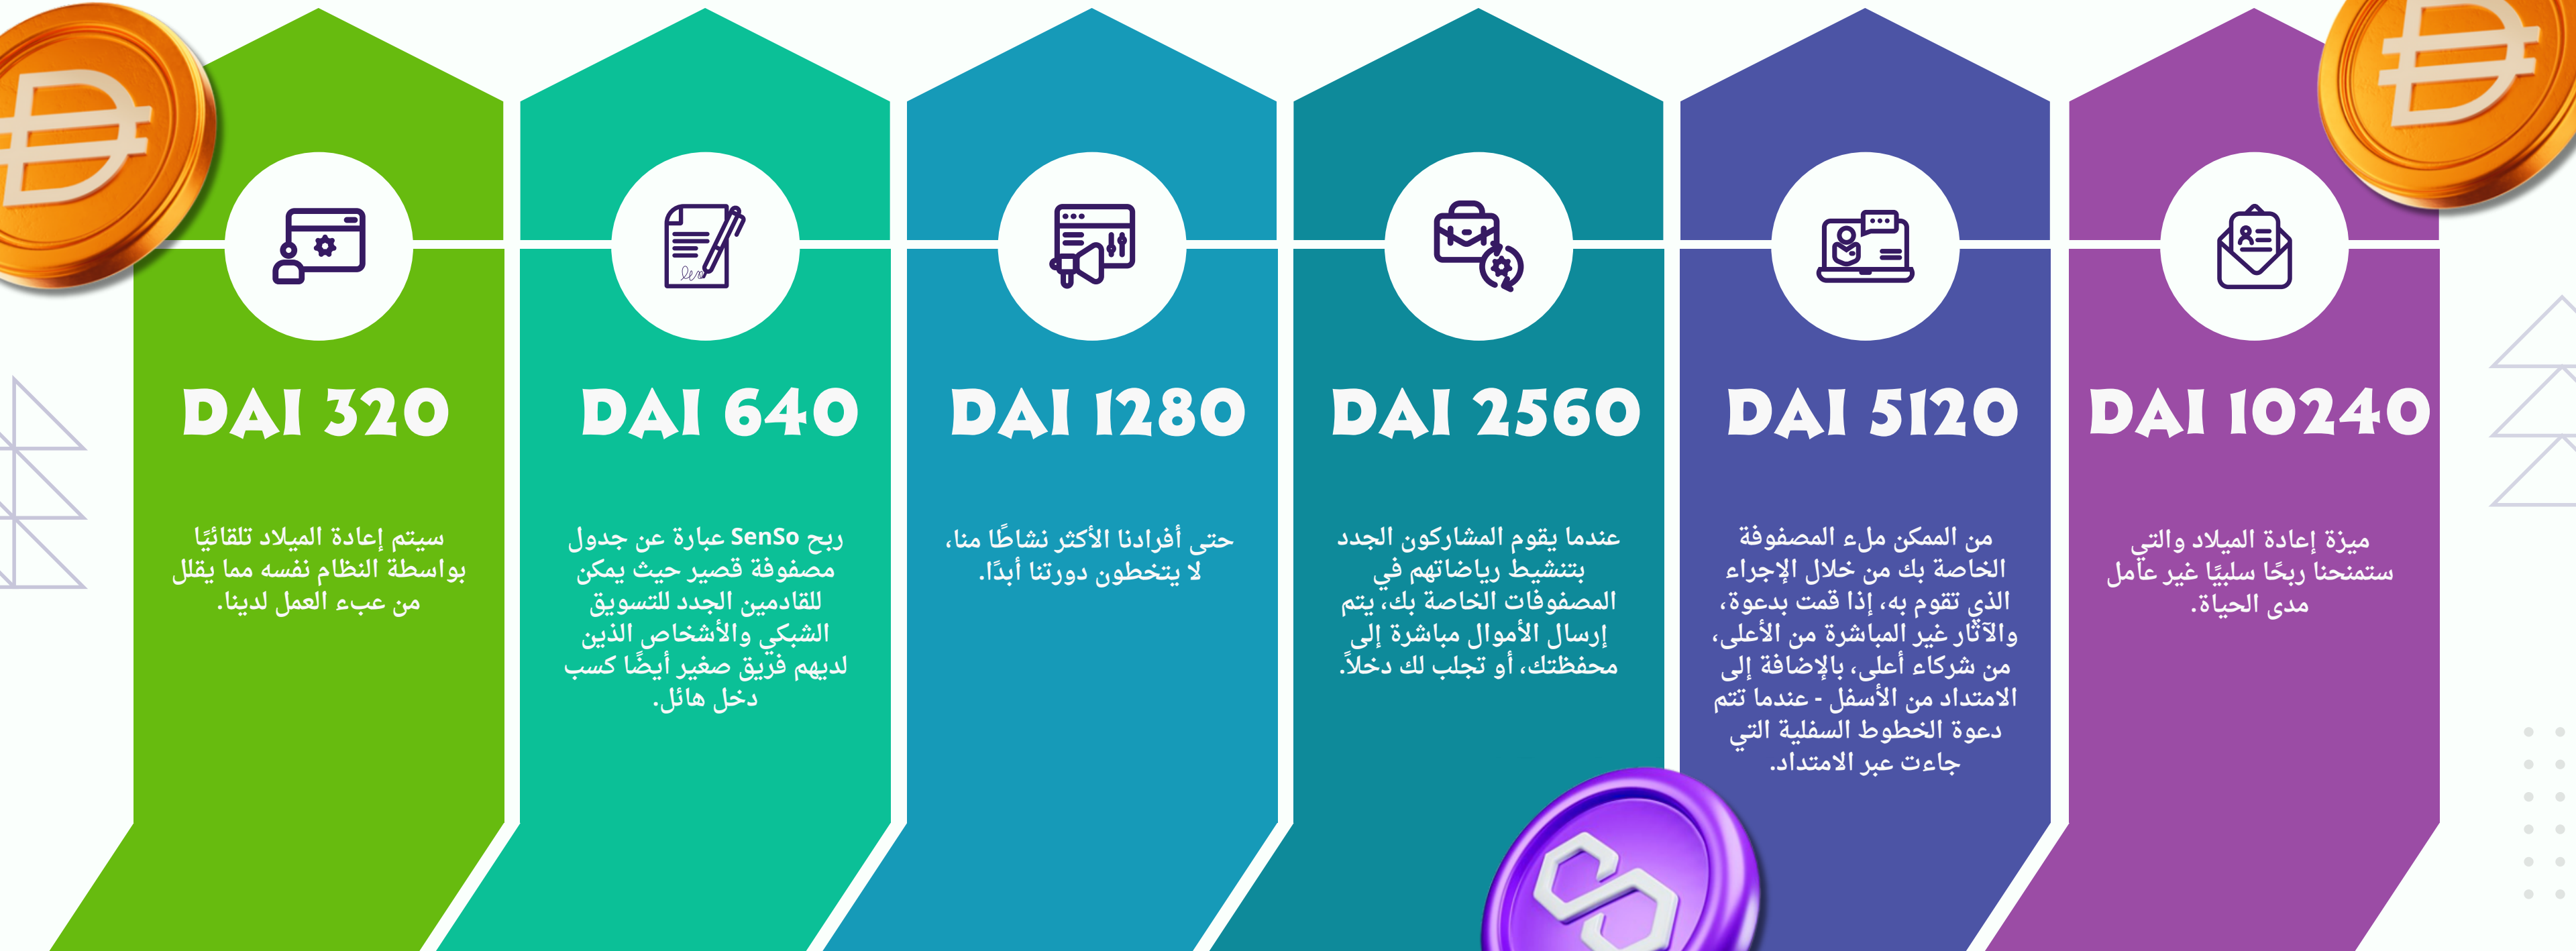 DAI 320
سيتم إعادة الميلاد تلقائيًا
بواسطة النظام نفسه مما يقلل
من عبء العمل لدينا.
DAI 640
ربح SenSo عبارة عن جدول
مصفوفة قصير حيث يمكن
للقادمين الجدد للتسويق
الشبكي والأشخاص الذين
لديهم فريق صغير أيضًا كسب
دخل هائل.
DAI 1280
حتى أفرادنا الأكثر نشاطًا منا،
لا يتخطون دورتنا أبدًا.
DAI 2560
عندما يقوم المشاركون الجدد
بتنشيط رياضاتهم في
المصفوفات الخاصة بك، يتم
إرسال الأموال مباشرة إلى
محفظتك، أو تجلب لك دخلاً.
DAI 5120
من الممكن ملء المصفوفة
الخاصة بك من خلال الإجراء
الذي تقوم به، إذا قمت بدعوة،
والآثار غير المباشرة من الأعلى،
من شركاء أعلى، بالإضافة إلى
الامتداد من الأسفل - عندما تتم
دعوة الخطوط السفلية التي
جاءت عبر الامتداد.
DAI 10240
ميزة إعادة الميلاد والتي
ستمنحنا ربحًا سلبيًا غير عامل
مدى الحياة.